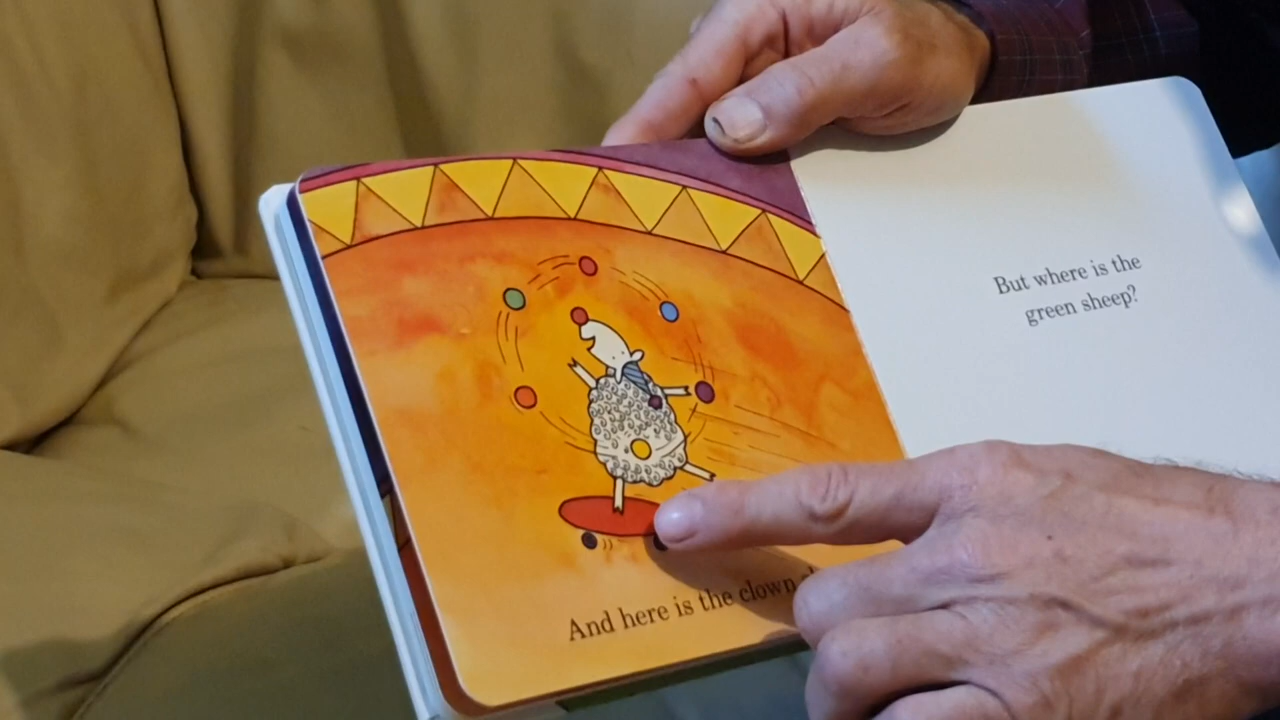 And here is the clown
But where is the
green sheep?